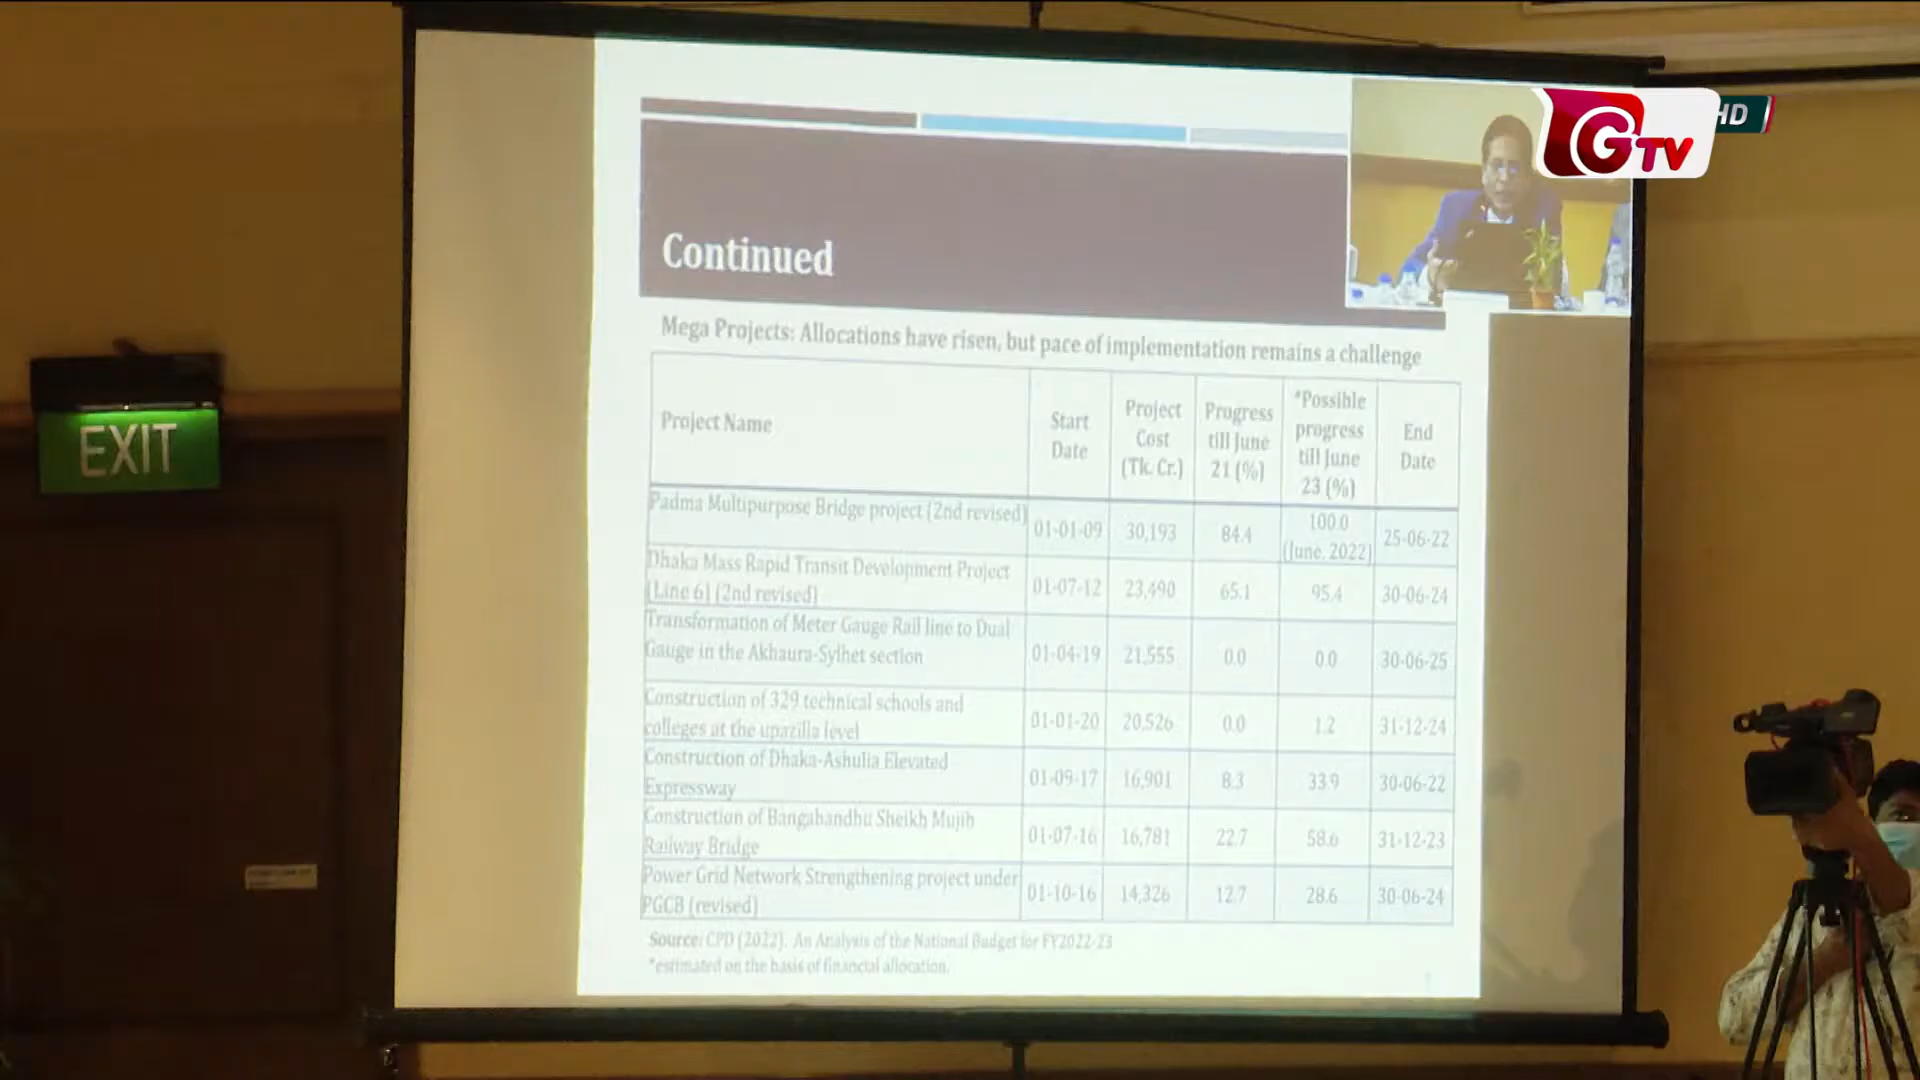 HD
GTV
EXIT
Continued
Mega Projects: Allocations have risen, but pace of implementation remains a challenge
Project Name
Start
Date
Project
Cost
(Tk. Cr.)
Progress
till June
21 (%)
*Possible
progress
till June
23 (%)
End
Date
Padma Multipurpose Bridge project (2nd revised)
01-01-09
30,193
84.4
100.0
(June, 2022)
25-06-22
Dhaka Mass Rapid Transit Development Project
(Line 6) (2nd revised)
01-07-12
23,490
65.1
95.4
30-06-24
Transformation of Meter Gauge Rail line to Dual
Gauge in the Akhaura-Sylhet section
01-04-19
21,555
0.0
0.0
30-06-25
Construction of 329 technical schools and
colleges at the upazilla level
01-01-20
20,526
0.0
1.2
31-12-24
Construction of Dhaka-Ashulia Elevated
Expressway
01-09-17
16,901
8.3
33.9
30-06-22
Construction of Bangabandhu Sheikh Mujib
Railway Bridge
01-07-16
16,781
22.7
58.6
31-12-23
Power Grid Network Strengthening project under
PGCB (revised)
01-10-16
14,326
12.7
28.6
30-06-24
Source: CPD (2022). An Analysis of the National Budget for FY2022-23
*estimated on the basis of financial allocation.